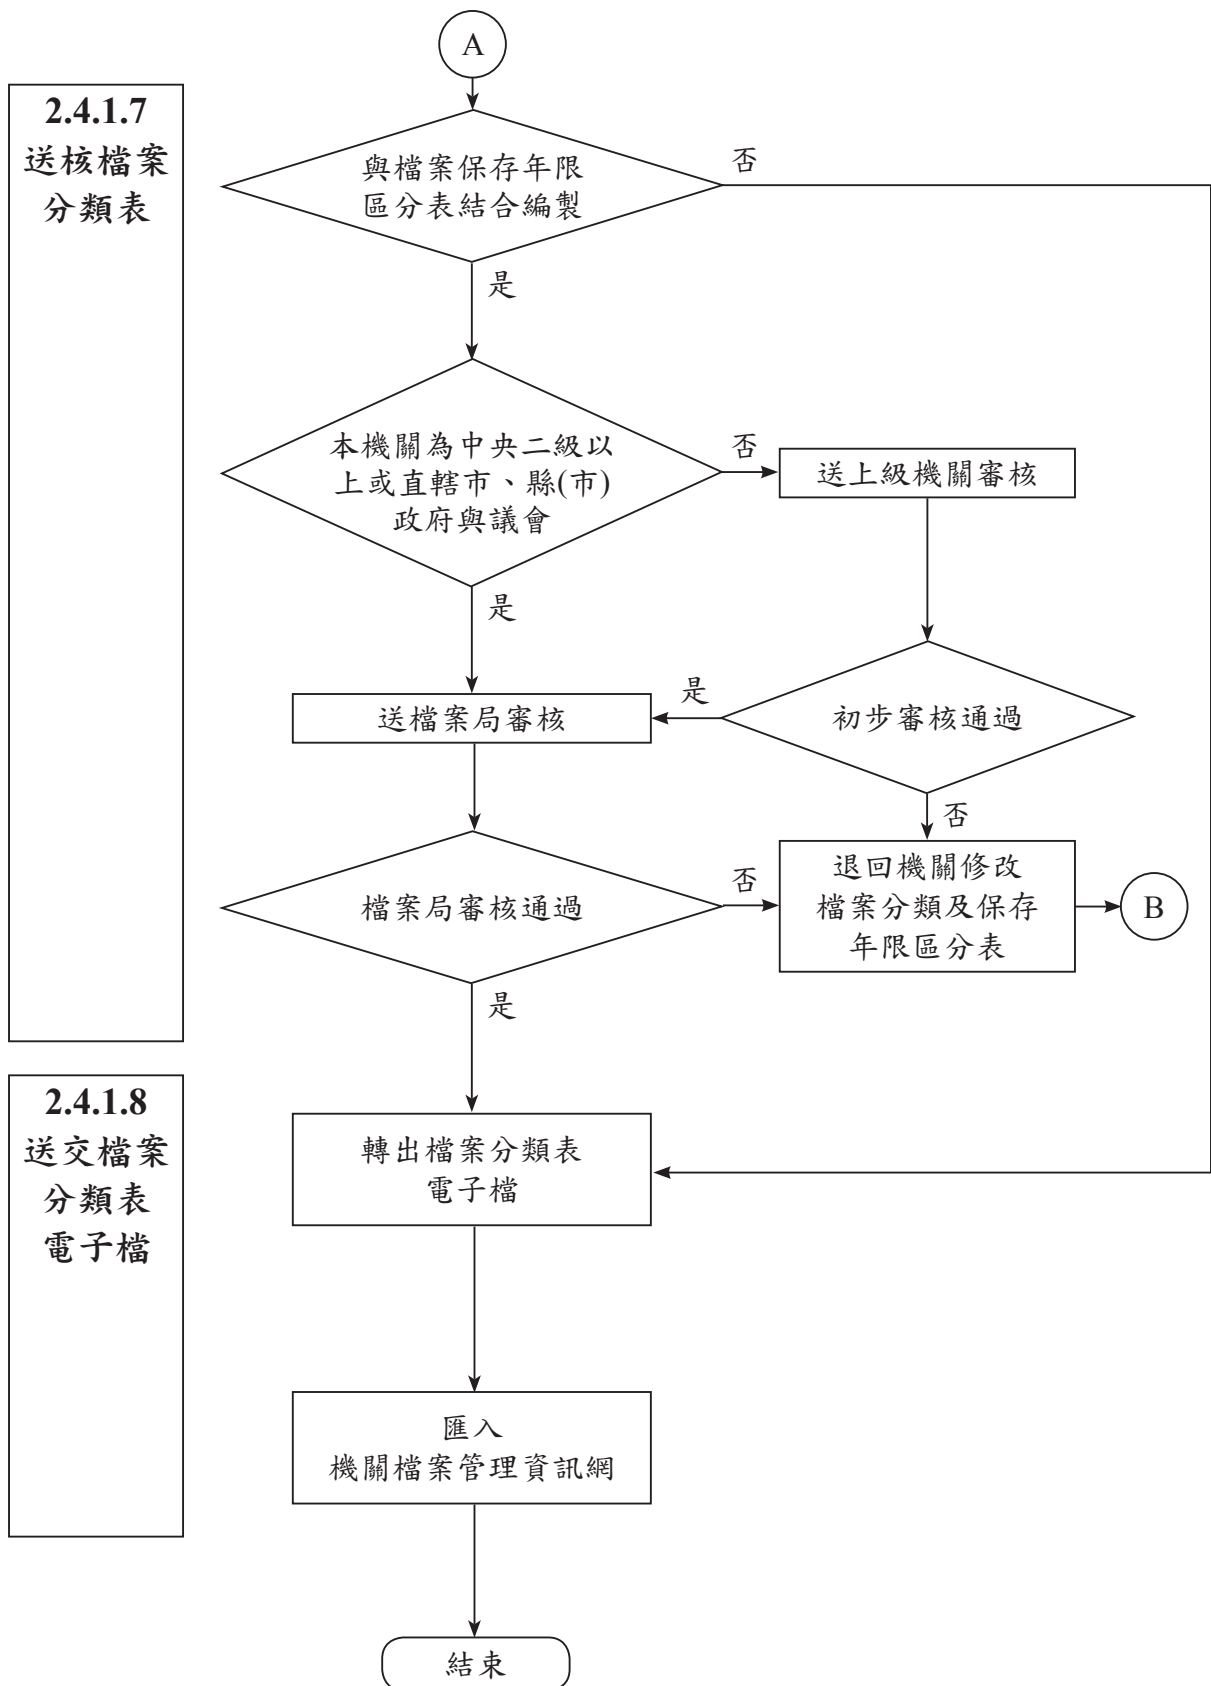 A
2.4.1.7
送核檔案
分類表
與檔案保存年限
區分表結合編製
否
是
本機關為中央二級以
上或直轄市、縣(市)
政府與議會
否
送上級機關審核
是
送檔案局審核
是
初步審核通過
否
檔案局審核通過
否
退回機關修改
檔案分類及保存
年限區分表
B
是
2.4.1.8
送交檔案
分類表
電子檔
轉出檔案分類表
電子檔
匯入
機關檔案管理資訊網
結束